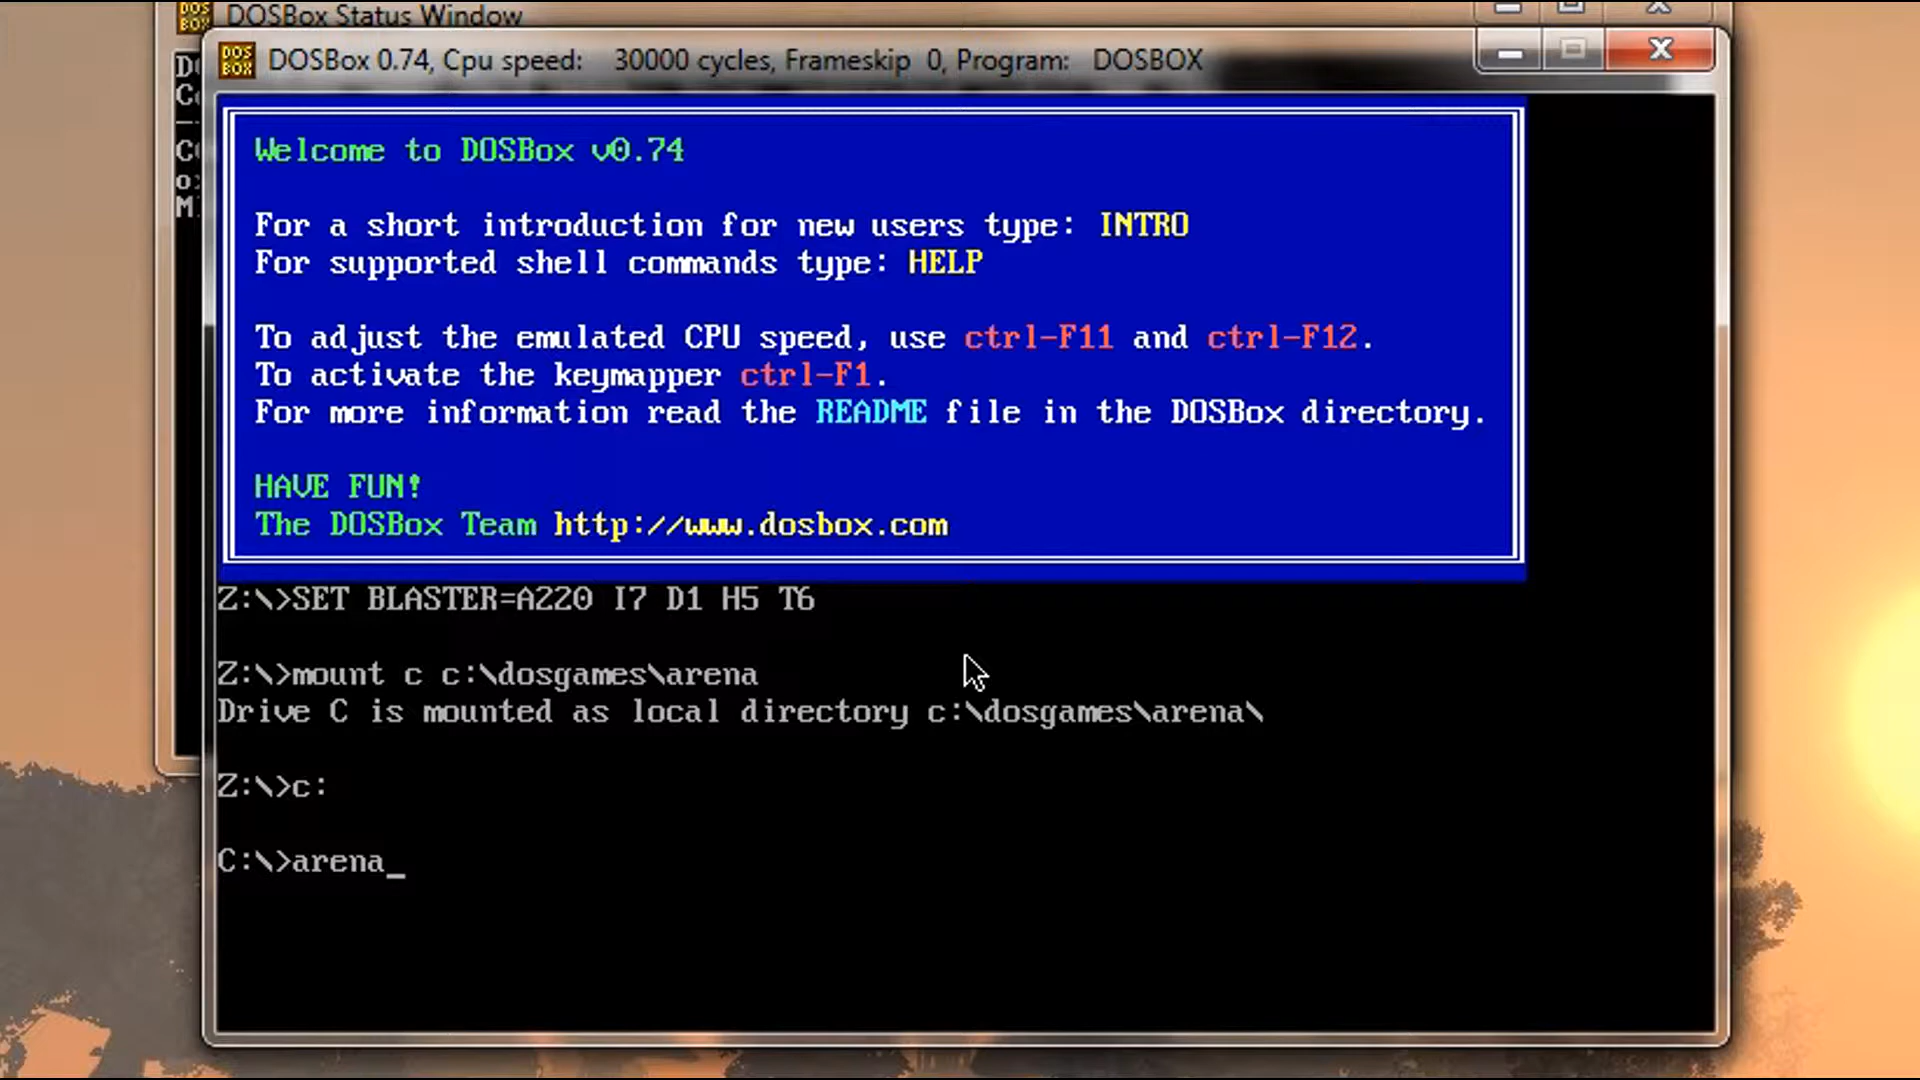 DOSBox Status Window
DOS BOX DOSBox 0.74, Cpu speed: 30000 cycles, Frameskip 0, Program: DOSBOX
Welcome to DOSBox v0.74
For a short introduction for new users type: INTRO
For supported shell commands type: HELP
To adjust the emulated CPU speed, use ctrl-F11 and ctrl-F12.
To activate the keymapper ctrl-F1.
For more information read the README file in the DOSBox directory.
HAVE FUN!
The DOSBox Team http://www.dosbox.com
Z:\>SET BLASTER=A220 I7 D1 H5 T6
Z:\>mount c c:\dosgames\arena
Drive C is mounted as local directory c:\dosgames\arena\
Z:\>c:
C:\>arena_